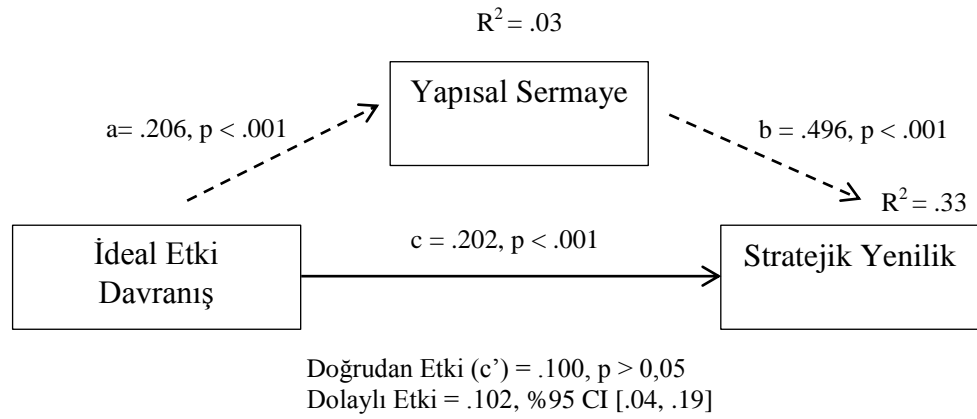 R² = .03
Yapısal Sermaye
a= .206, p < .001
b = .496, p < .001
R² = .33
İdeal Etki
Davranış
c = .202, p < .001
Stratejik Yenilik
Doğrudan Etki (c’) = .100, p > 0,05
Dolaylı Etki = .102, %95 CI [.04, .19]